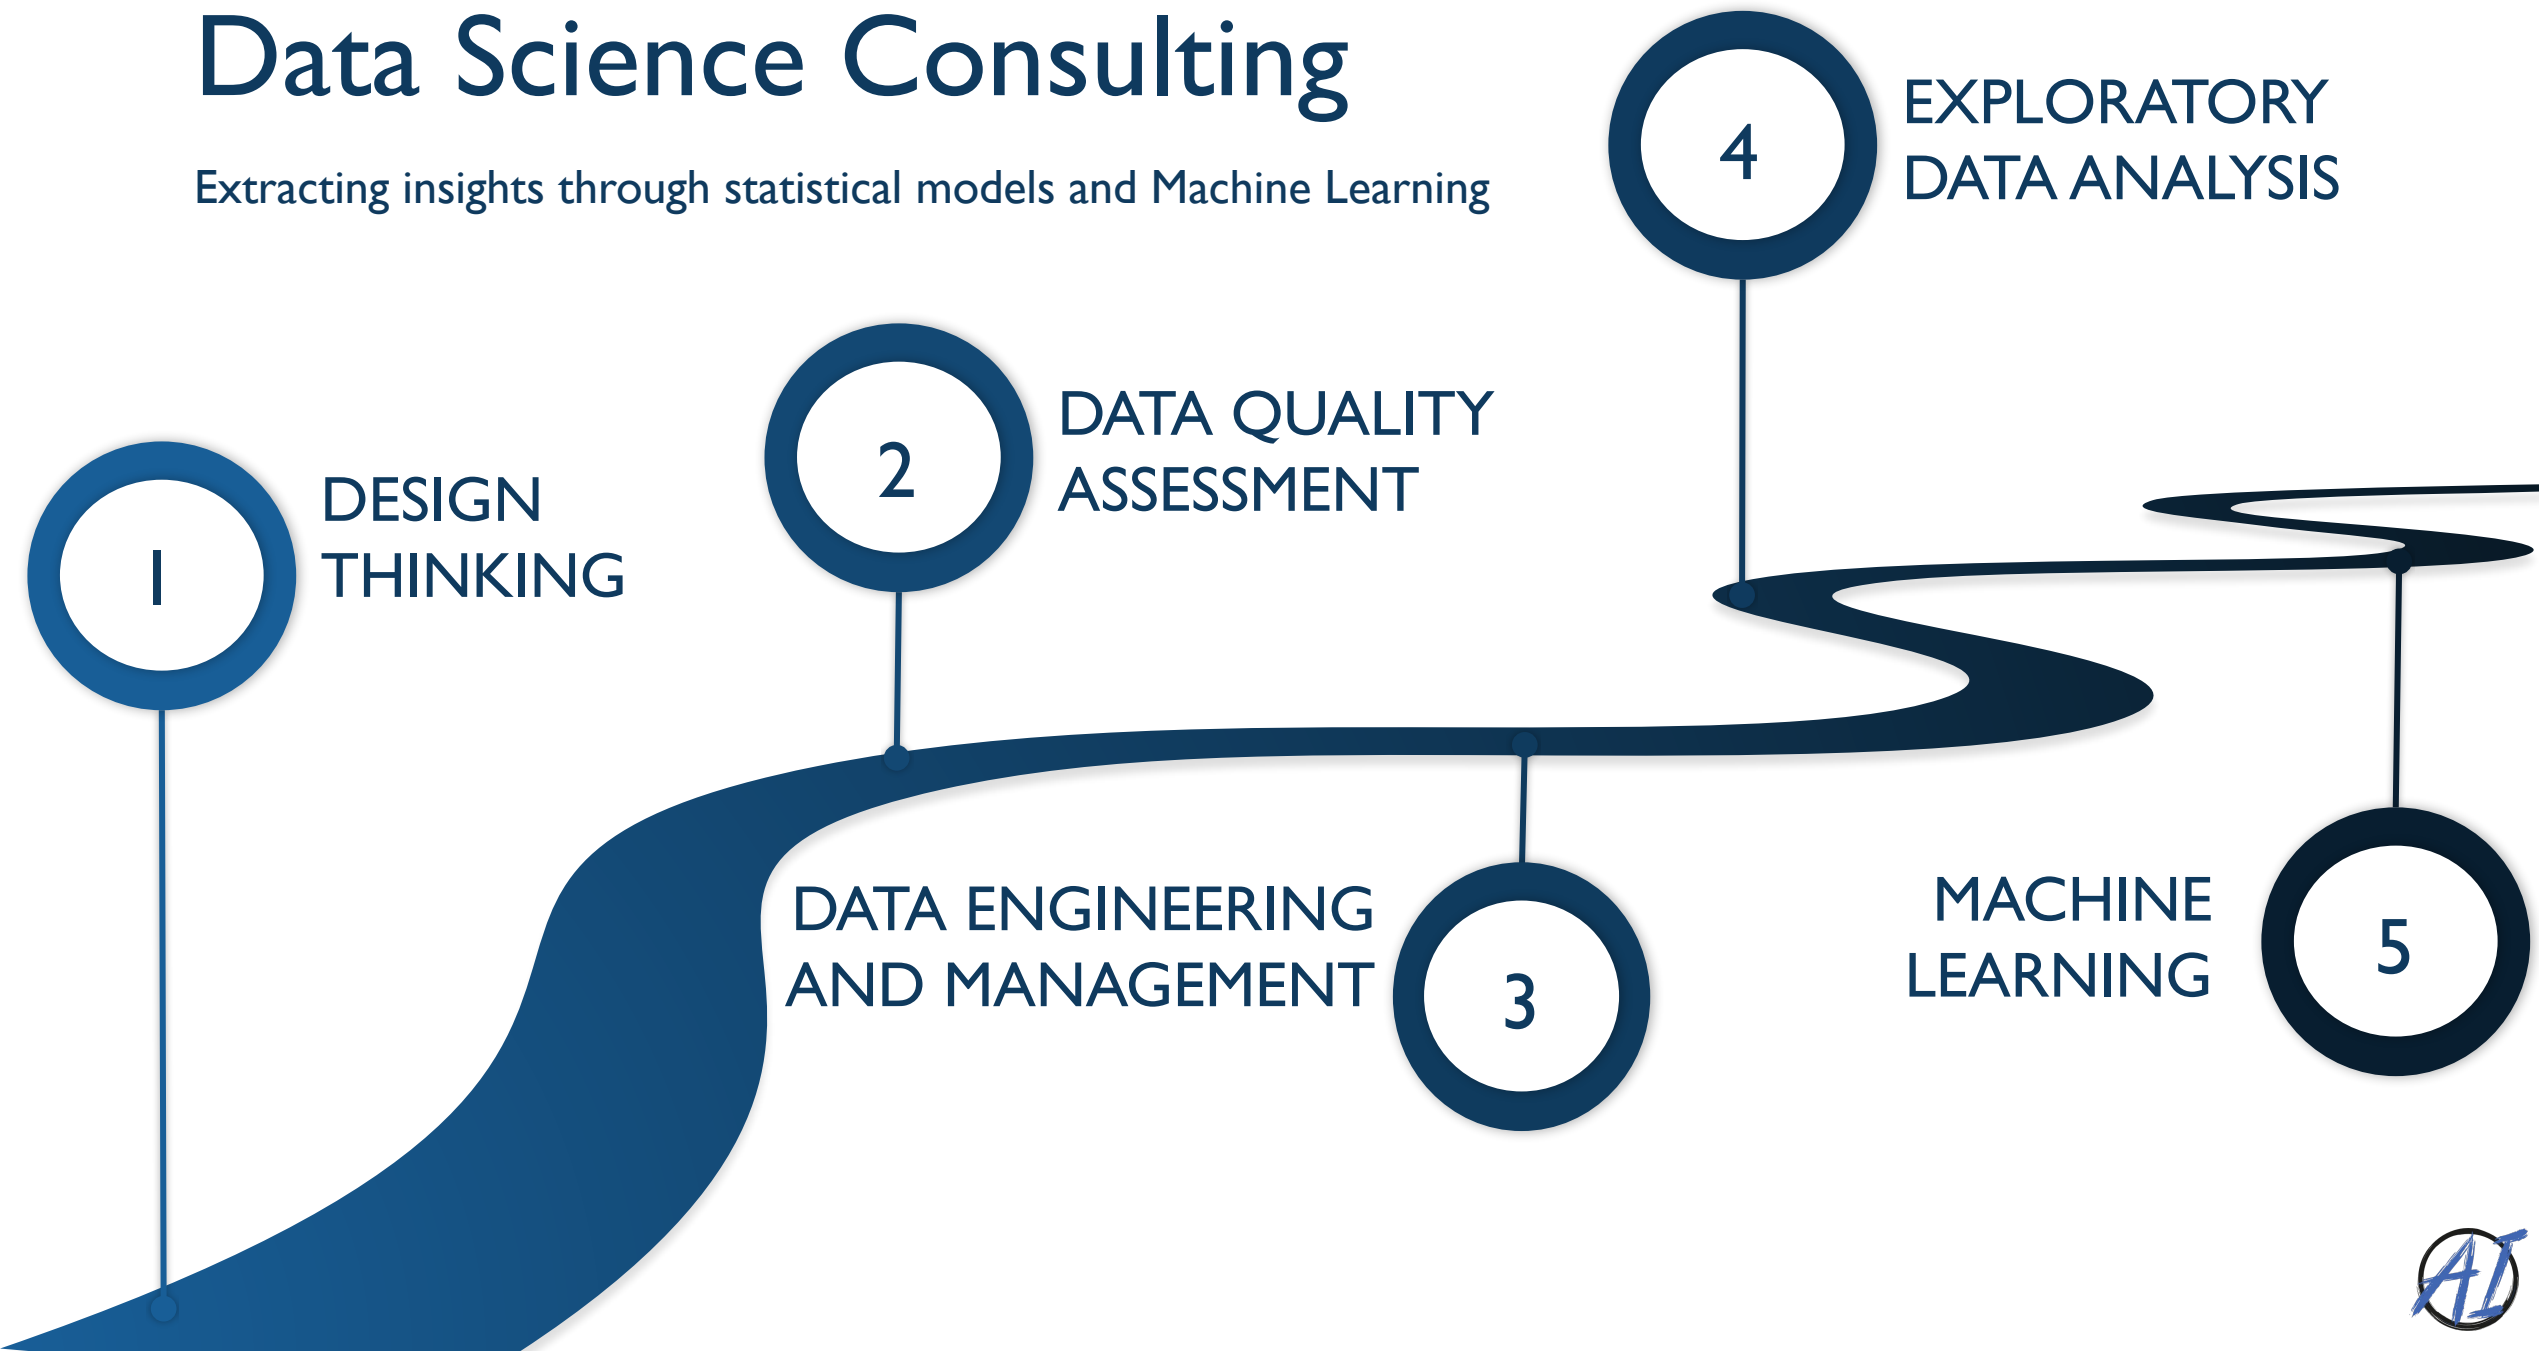 Data Science Consulting
Extracting insights through statistical models and Machine Learning
1
DESIGN
THINKING
2
DATA QUALITY
ASSESSMENT
3
DATA ENGINEERING
AND MANAGEMENT
4
EXPLORATORY
DATA ANALYSIS
5
MACHINE
LEARNING
AI